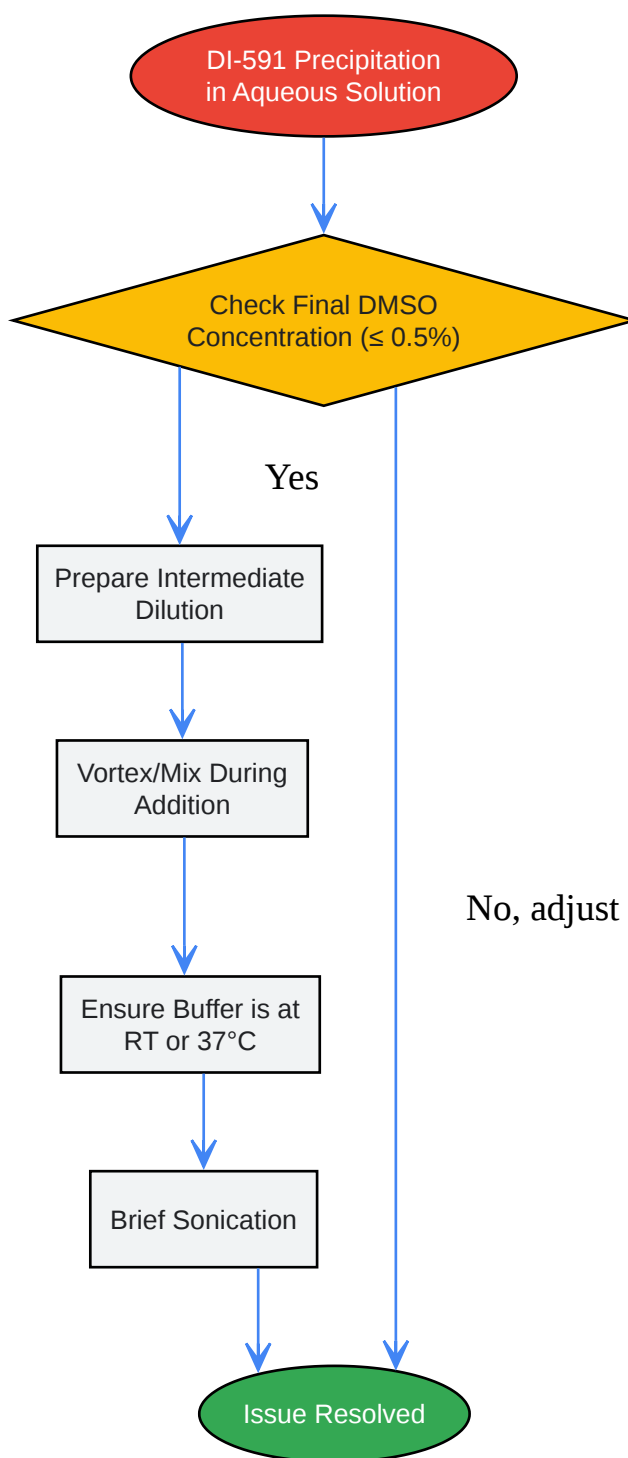 DI-591 Precipitation
in Aqueous Solution
Check Final DMSO
Concentration (≤ 0.5%)
Yes
Prepare Intermediate
Dilution
Vortex/Mix During
Addition
No, adjust
Ensure Buffer is at
RT or 37°C
Brief Sonication
Issue Resolved